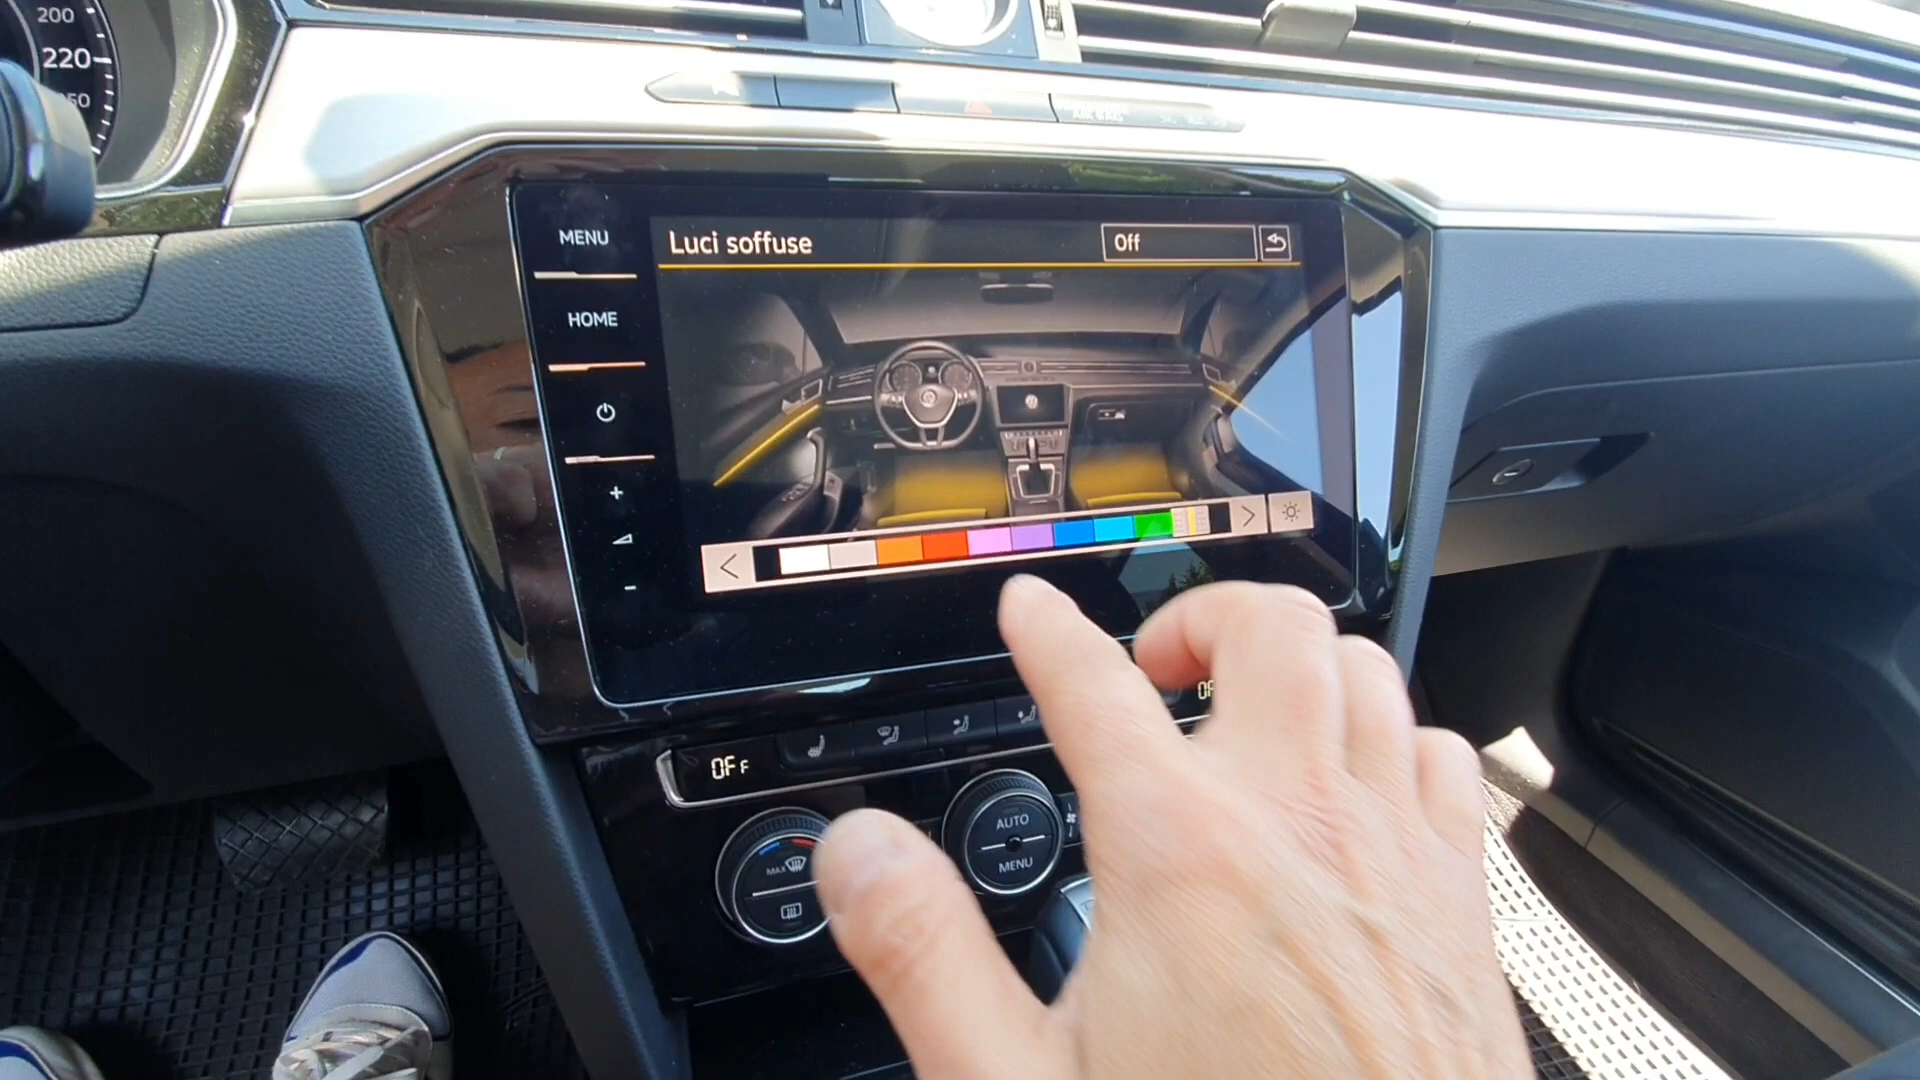 200
220
MENU
Luci soffuse
Off
HOME
OFF
AUTO
MENU
MAX